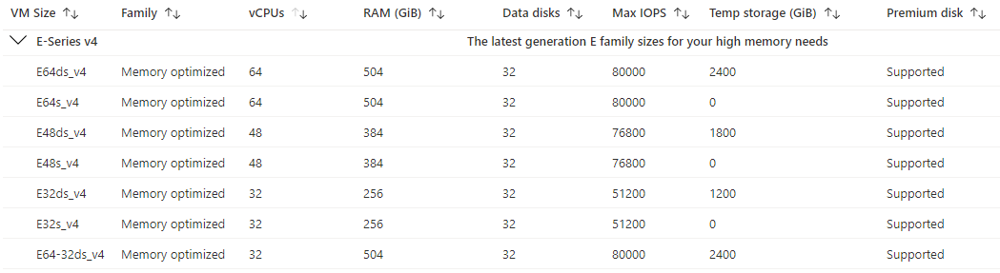 VM Size ↑↓ Family ↑↓ vCPUs ↑↓ RAM (GiB) ↑↓ Data disks ↑↓ Max IOPS ↑↓ Temp storage (GiB) ↑↓ Premium disk ↑↓
E-Series v4 The latest generation E family sizes for your high memory needs
E64ds_v4 Memory optimized 64 504 32 80000 2400 Supported
E64s_v4 Memory optimized 64 504 32 80000 0 Supported
E48ds_v4 Memory optimized 48 384 32 76800 1800 Supported
E48s_v4 Memory optimized 48 384 32 76800 0 Supported
E32ds_v4 Memory optimized 32 256 32 51200 1200 Supported
E32s_v4 Memory optimized 32 256 32 51200 0 Supported
E64-32ds_v4 Memory optimized 32 504 32 80000 2400 Supported